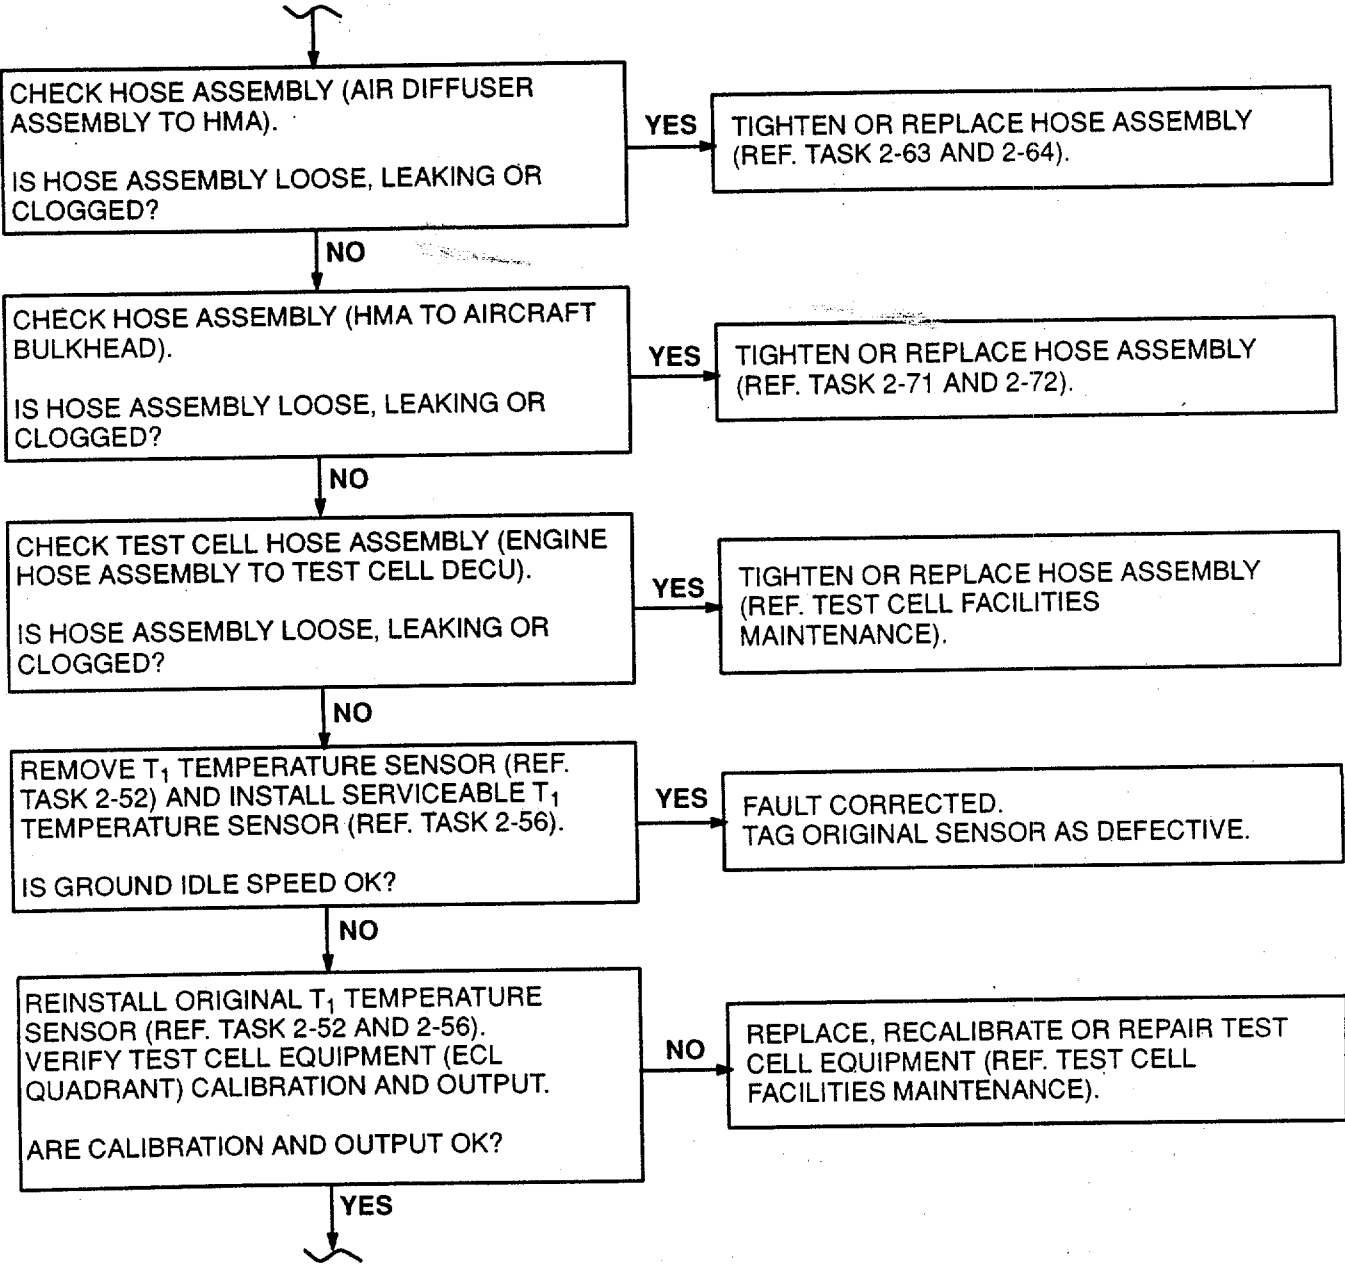 CHECK HOSE ASSEMBLY (AIR DIFFUSER
ASSEMBLY TO HMA).
IS HOSE ASSEMBLY LOOSE, LEAKING OR
CLOGGED?
YES
TIGHTEN OR REPLACE HOSE ASSEMBLY
(REF. TASK 2-63 AND 2-64).
NO
CHECK HOSE ASSEMBLY (HMA TO AIRCRAFT
BULKHEAD).
IS HOSE ASSEMBLY LOOSE, LEAKING OR
CLOGGED?
YES
TIGHTEN OR REPLACE HOSE ASSEMBLY
(REF. TASK 2-71 AND 2-72).
NO
CHECK TEST CELL HOSE ASSEMBLY (ENGINE
HOSE ASSEMBLY TO TEST CELL DECU).
IS HOSE ASSEMBLY LOOSE, LEAKING OR
CLOGGED?
YES
TIGHTEN OR REPLACE HOSE ASSEMBLY
(REF. TEST CELL FACILITIES
MAINTENANCE).
NO
REMOVE T₁ TEMPERATURE SENSOR (REF.
TASK 2-52) AND INSTALL SERVICEABLE T₁
TEMPERATURE SENSOR (REF. TASK 2-56).
IS GROUND IDLE SPEED OK?
YES
FAULT CORRECTED.
TAG ORIGINAL SENSOR AS DEFECTIVE.
NO
REINSTALL ORIGINAL T₁ TEMPERATURE
SENSOR (REF. TASK 2-52 AND 2-56).
VERIFY TEST CELL EQUIPMENT (ECL
QUADRANT) CALIBRATION AND OUTPUT.
ARE CALIBRATION AND OUTPUT OK?
NO
REPLACE, RECALIBRATE OR REPAIR TEST
CELL EQUIPMENT (REF. TEST CELL
FACILITIES MAINTENANCE).
YES